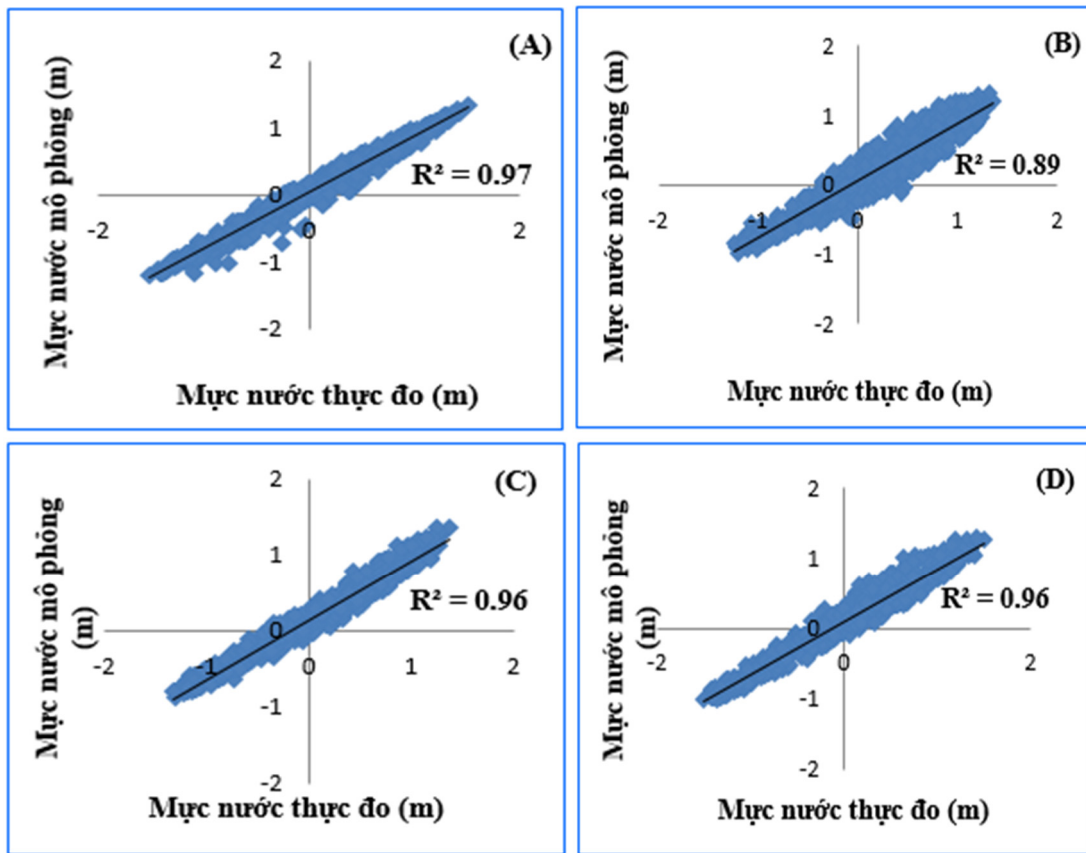 (A)
Mực nước mô phỏng (m)
2
1
R² = 0.97
0
-2
0
2
-1
-2
Mực nước thực đo (m)
(B)
Mực nước mô phỏng (m)
2
1
R² = 0.89
0
-2
-1
0
1
2
-1
-2
Mực nước thực đo (m)
(C)
Mực nước mô phỏng
(m)
2
1
R² = 0.96
0
-2
-1
0
1
2
-1
-2
Mực nước thực đo (m)
(D)
Mực nước mô phỏng
(m)
2
1
R² = 0.96
0
-2
0
2
-1
-2
Mực nước thực đo (m)